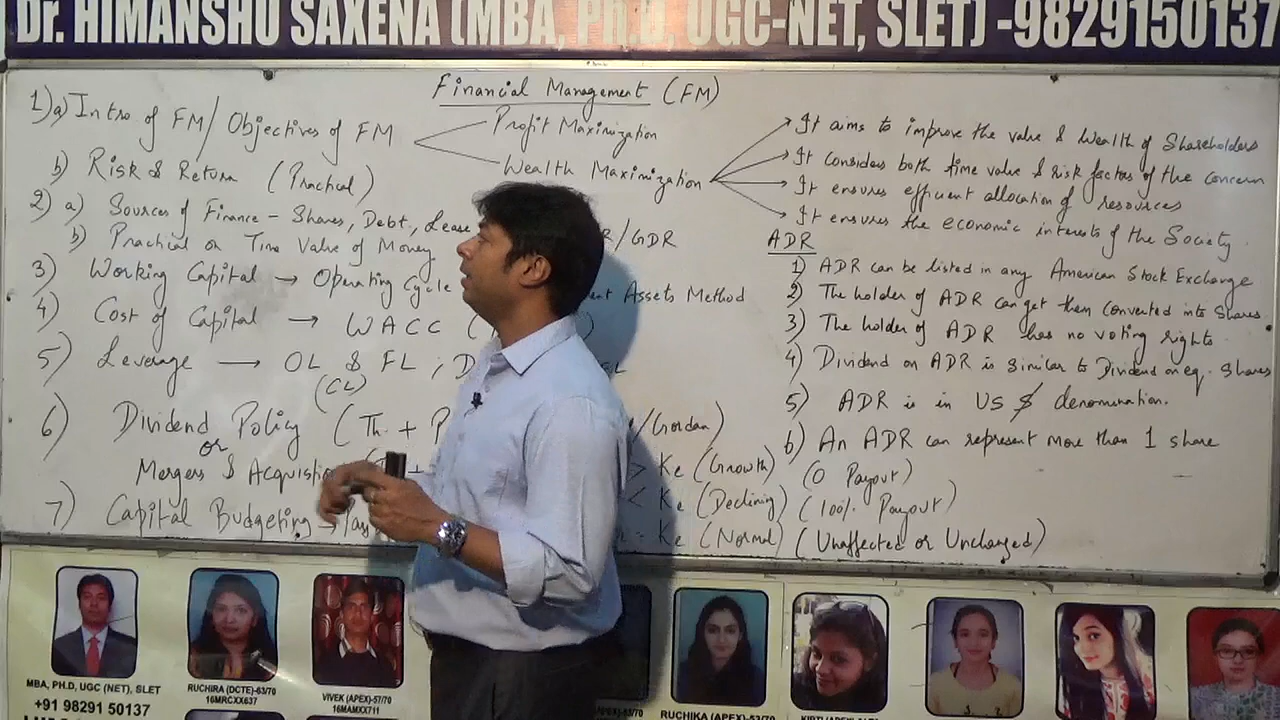 Dr. HIMANSHU SAXENA (MBA, Ph.D, UGC-NET, SLET) -9829150137
Financial Management (FM)
1) a) Intro of FM/ Objectives of FM
Profit Maximization
Wealth Maximization
It aims to improve the value & wealth of Shareholders
It considers both time value & risk factors of the concern
It ensures efficient allocation of resources
It ensures the economic interests of the Society.
b) Risk & Return (Practical)
2) a) Sources of Finance - Shares, Debt, Lease R/GDR
b) Practical on Time Value of Money
3) Working Capital → Operating Cycle ent Assets Method
4) Cost of Capital → WACC ( )
5) Leverage → OL & FL ; D
(CL)
6) Dividend Policy (Th. + P /Gordan)
or
Mergers & Acquisitio > Ke (Growth) (0 Payout)
< Ke (Declining) (100% Payout)
7) Capital Budgeting → = Ke (Normal) (Unaffected or Unchanged)
ADR
1) ADR can be listed in any American Stock Exchange
2) The holder of ADR can get them converted into Shares
3) The holder of ADR has no voting rights.
4) Dividend on ADR is similar to Dividend on eq. shares
5) ADR is in US $ denomination.
6) An ADR can represent more than 1 share
MBA, PH.D, UGC (NET), SLET
+91 98291 50137
RUCHIRA (DCTE)-63/70
16MRCXX637
VIVEK (APEX)-57/70
16MAMXX711
RUCHIKA (APEX)-53/70